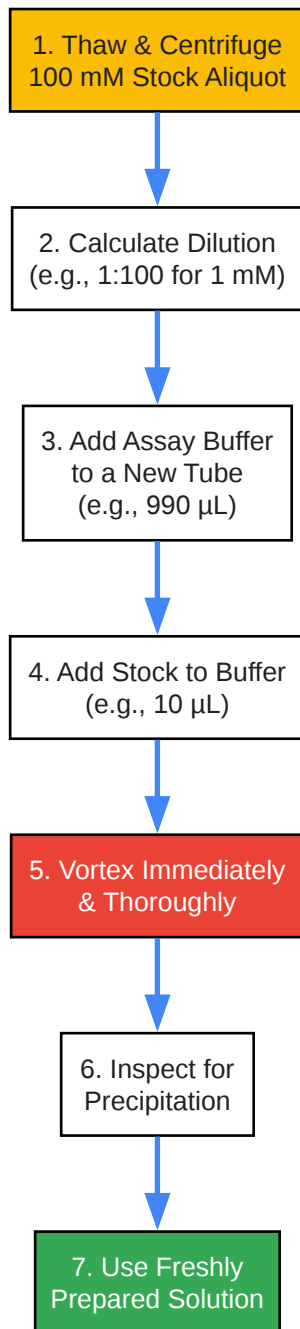 1. Thaw & Centrifuge
100 mM Stock Aliquot
2. Calculate Dilution
(e.g., 1:100 for 1 mM)
3. Add Assay Buffer
to a New Tube
(e.g., 990 µL)
4. Add Stock to Buffer
(e.g., 10 µL)
5. Vortex Immediately
& Thoroughly
6. Inspect for
Precipitation
7. Use Freshly
Prepared Solution